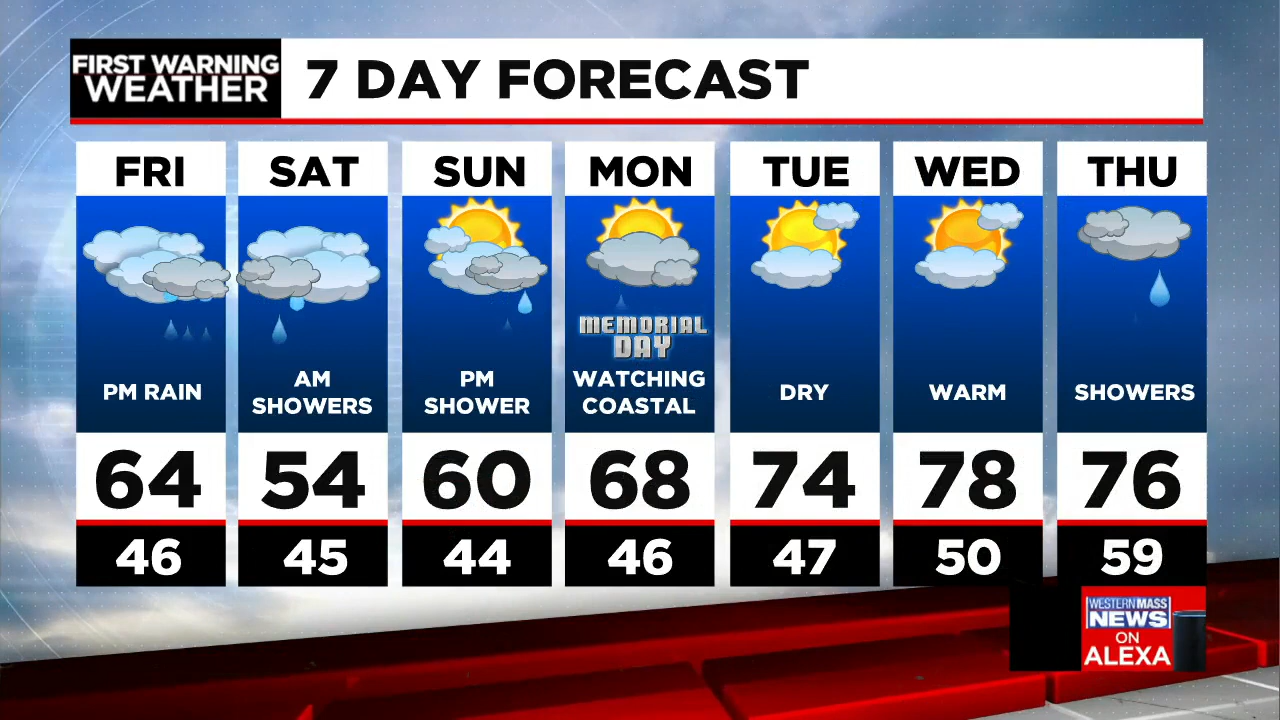 FIRST WARNING
WEATHER
7 DAY FORECAST
FRI
SAT
SUN
MON
TUE
WED
THU
MEMORIAL
DAY
PM RAIN
AM
SHOWERS
PM
SHOWER
WATCHING
COASTAL
DRY
WARM
SHOWERS
64
54
60
68
74
78
76
46
45
44
46
47
50
59
WESTERN MASS
NEWS
ON
ALEXA